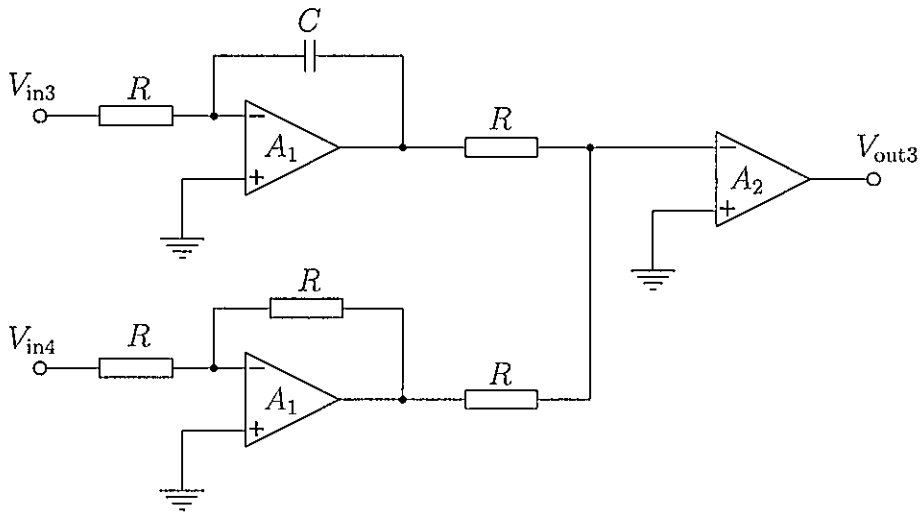 C
V_in3
R
−
A_1
+
R
−
A_2
+
V_out3
R
V_in4
R
−
A_1
+
R